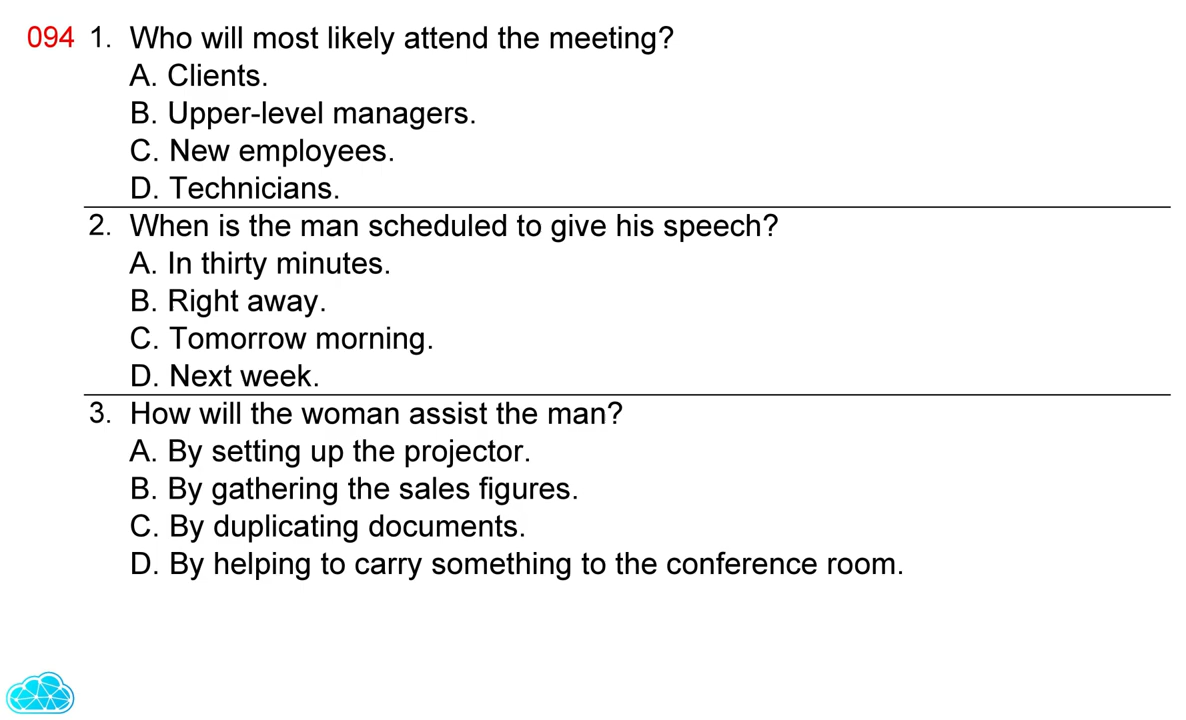 094 1. Who will most likely attend the meeting?
A. Clients.
B. Upper-level managers.
C. New employees.
D. Technicians.
2. When is the man scheduled to give his speech?
A. In thirty minutes.
B. Right away.
C. Tomorrow morning.
D. Next week.
3. How will the woman assist the man?
A. By setting up the projector.
B. By gathering the sales figures.
C. By duplicating documents.
D. By helping to carry something to the conference room.